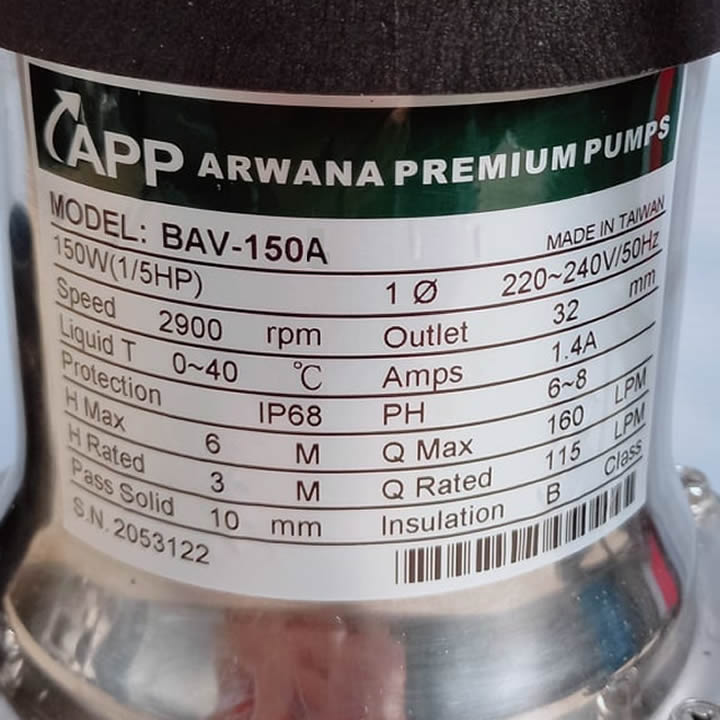 APP ARWANA PREMIUM PUMPS
MODEL: BAV-150A MADE IN TAIWAN
150W(1/5HP) 1 Ø 220~240V/50Hz
Speed 2900 rpm Outlet 32 mm
Liquid T 0~40 ℃ Amps 1.4A
Protection IP68 PH 6~8
H Max 6 M Q Max 160 LPM
H Rated 3 M Q Rated 115 LPM
Pass Solid 10 mm Insulation B Class
S.N. 2053122